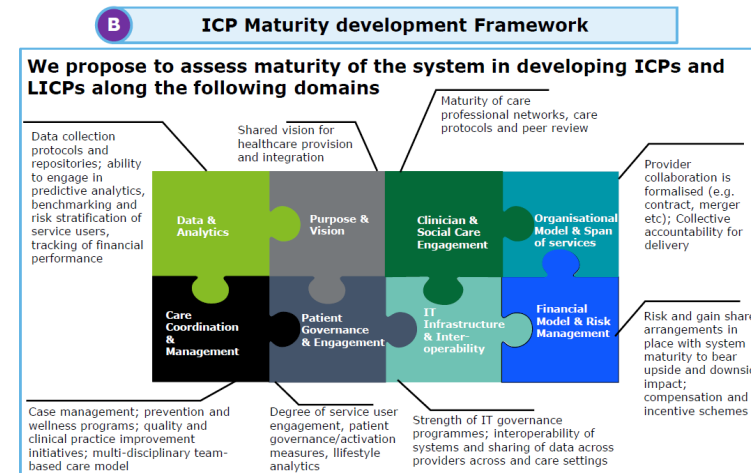 B
ICP Maturity development Framework
We propose to assess maturity of the system in developing ICPs and
LICPs along the following domains
Data collection
protocols and
repositories; ability
to engage in
predictive analytics,
benchmarking and
risk stratification of
service users,
tracking of financial
performance
Shared vision for
healthcare provision
and integration
Maturity of care
professional networks, care
protocols and peer review
Provider
collaboration is
formalised (e.g.
contract, merger
etc); Collective
accountability for
delivery
Data &
Analytics
Purpose &
Vision
Clinician &
Social Care
Engagement
Organisational
Model & Span
of services
Care
Coordination
&
Management
Patient
Governance
& Engagement
IT
Infrastructure
& Inter-
operability
Financial
Model & Risk
Management
Risk and gain share
arrangements in
place with system
maturity to bear
upside and downsi
impact;
compensation and
incentive schemes
Case management; prevention and
wellness programs; quality and
clinical practice improvement
initiatives; multi-disciplinary team-
based care model
Degree of service user
engagement, patient
governance/activation
measures, llifestyle
analytics
Strength of IT governance
programmes; interoperability of
systems and sharing of data across
providers across and care settings